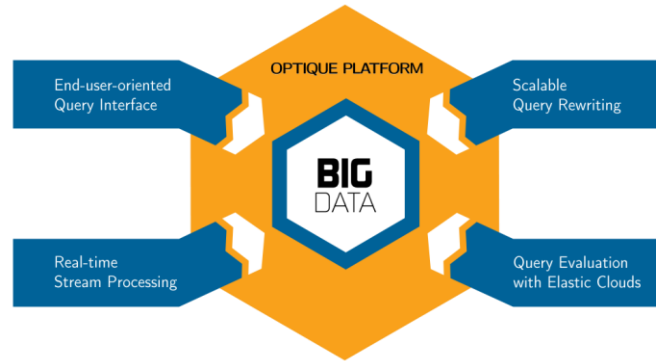 OPTIQUE PLATFORM
End-user-oriented
Query Interface
Scalable
Query Rewriting
BIG
DATA
Real-time
Stream Processing
Query Evaluation
with Elastic Clouds